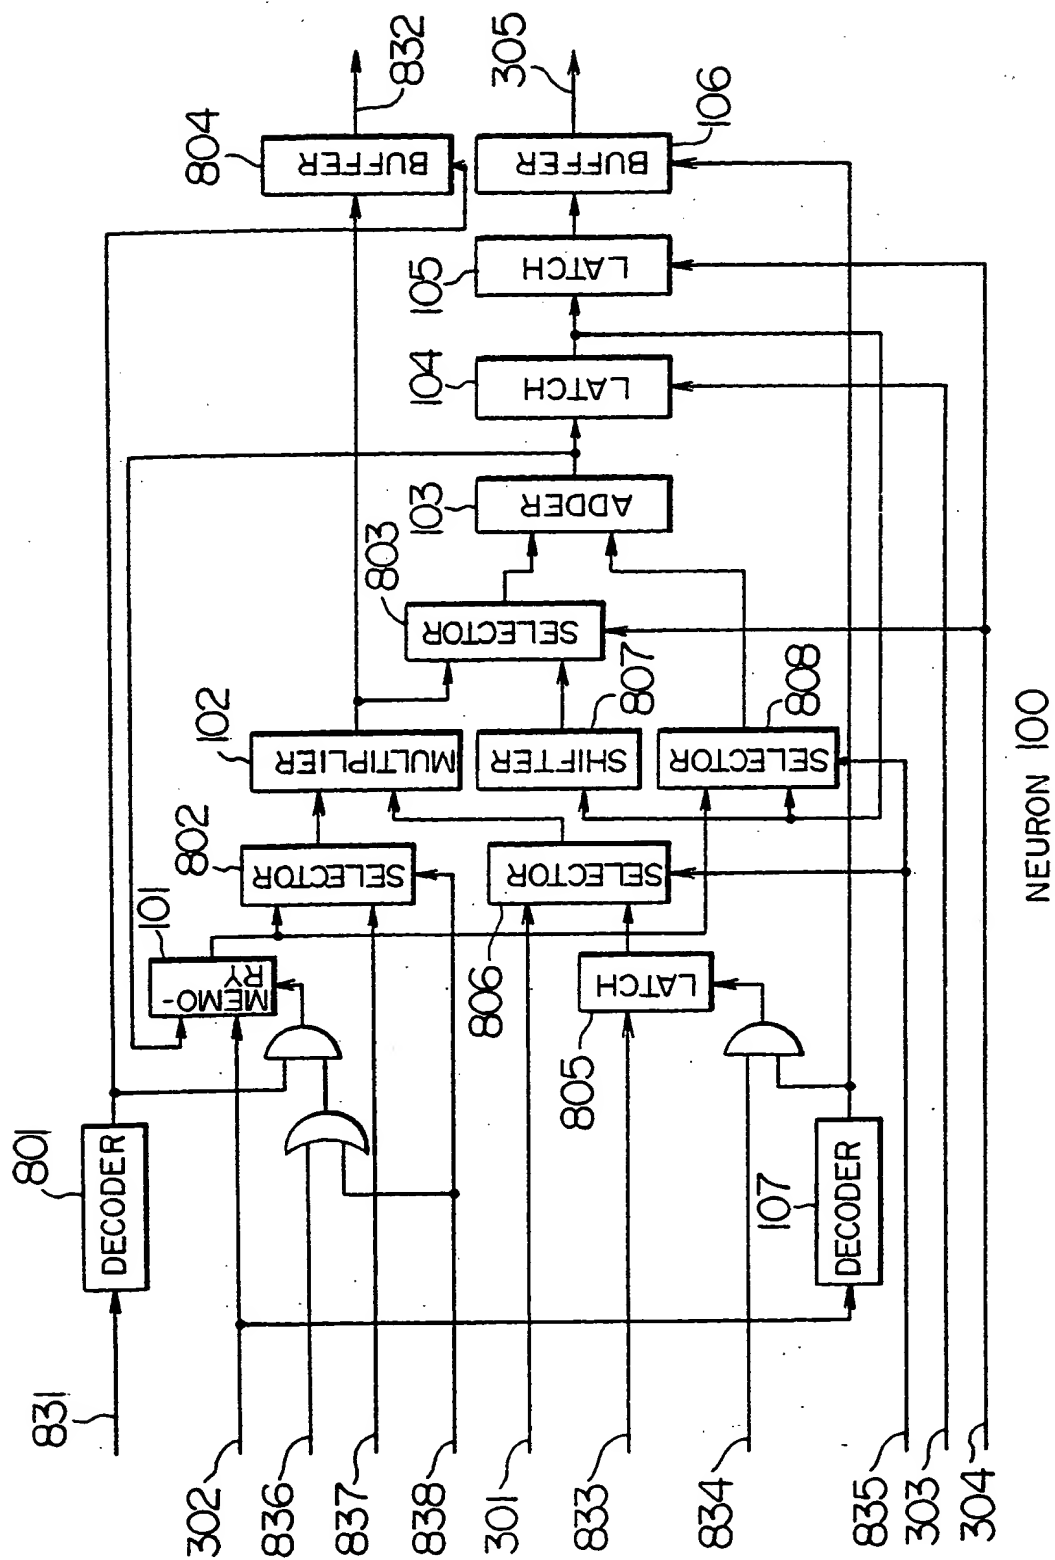 831
801
DECODER
302
836
837
838
301
833
834
835
303
304
101
MEMO-
RY
802
SELECTOR
806
SELECTOR
805
LATCH
107
DECODER
102
MULTIPLIER
807
SHIFTER
808
SELECTOR
803
SELECTOR
103
ADDER
104
LATCH
105
LATCH
804
BUFFER
832
106
BUFFER
305
NEURON 100